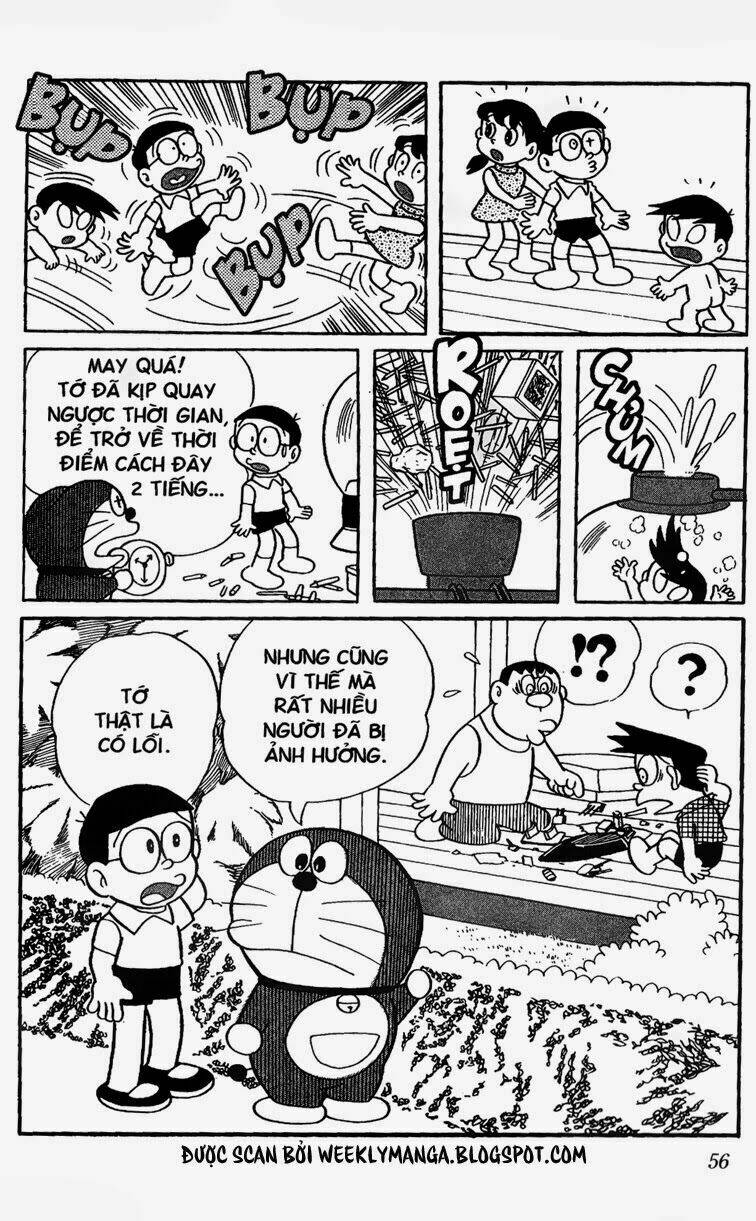 BỤP
BỤP
BỤP
MAY QUÁ!
TỚ ĐÃ KỊP QUAY
NGƯỢC THỜI GIAN,
ĐỂ TRỞ VỀ THỜI
ĐIỂM CÁCH ĐÂY
2 TIẾNG...
ROẸT
CHỦM
TỚ
THẬT LÀ
CÓ LỖI.
NHƯNG CŨNG
VÌ THẾ MÀ
RẤT NHIỀU
NGƯỜI ĐÃ BỊ
ẢNH HƯỞNG.
!?
?
ĐƯỢC SCAN BỞI WEEKLYMANGA.BLOGSPOT.COM
56